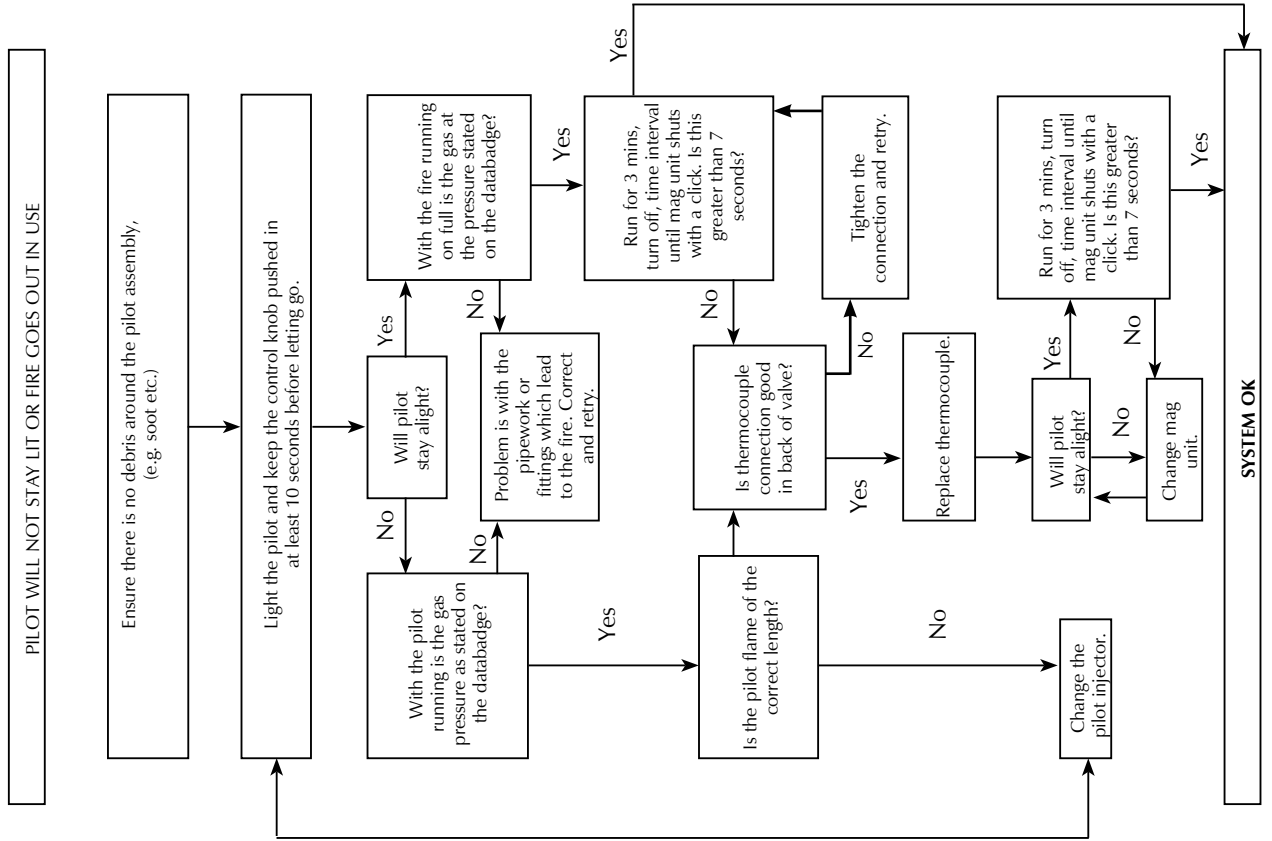 PILOT WILL NOT STAY LIT OR FIRE GOES OUT IN USE
Ensure there is no debris around the pilot assembly,
(e.g. soot etc.)
Light the pilot and keep the control knob pushed in
at least 10 seconds before letting go.
Will pilot
stay alight?
No
Yes
With the pilot
running is the gas
pressure as stated on
the databadge?
No
Problem is with the
pipework or
fittings which lead
to the fire. Correct
and retry.
No
With the fire running
on full is the gas at
the pressure stated
on the databadge?
Yes
Yes
Run for 3 mins,
turn off, time interval
until mag unit shuts
with a click. Is this
greater than 7
seconds?
Yes
No
Is the pilot flame of the
correct length?
Is thermocouple
connection good
in back of valve?
No
Tighten the
connection and retry.
Yes
No
Replace thermocouple.
Change the
pilot injector.
Will pilot
stay alight?
Yes
Run for 3 mins, turn
off, time interval until
mag unit shuts with a
click. Is this greater
than 7 seconds?
No
No
Change mag
unit.
Yes
SYSTEM OK